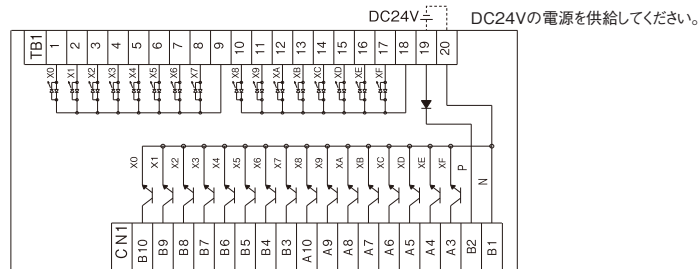 DC24V DC24Vの電源を供給してください。
TB1 1 2 3 4 5 6 7 8 9 10 11 12 13 14 15 16 17 18 19 20
X0 X1 X2 X3 X4 X5 X6 X7 X8 X9 XA XB XC XD XE XF
X0 X1 X2 X3 X4 X5 X6 X7 X8 X9 XA XB XC XD XE XF P N
CN1 B10 B9 B8 B7 B6 B5 B4 B3 A10 A9 A8 A7 A6 A5 A4 A3 B2 B1